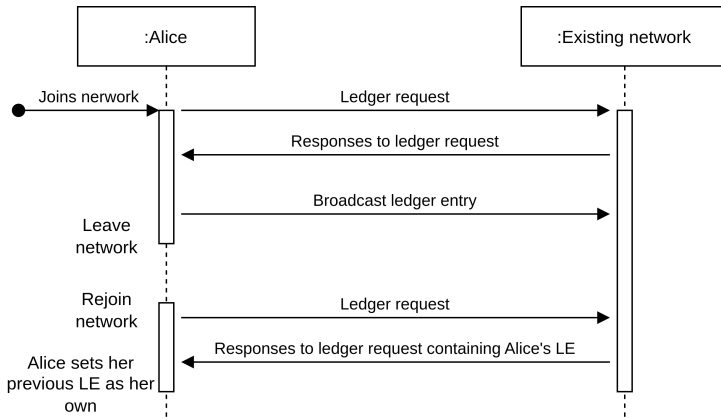 :Alice
:Existing network
Joins nerwork
Ledger request
Responses to ledger request
Broadcast ledger entry
Leave
network
Rejoin
network
Ledger request
Responses to ledger request containing Alice's LE
Alice sets her
previous LE as her
own